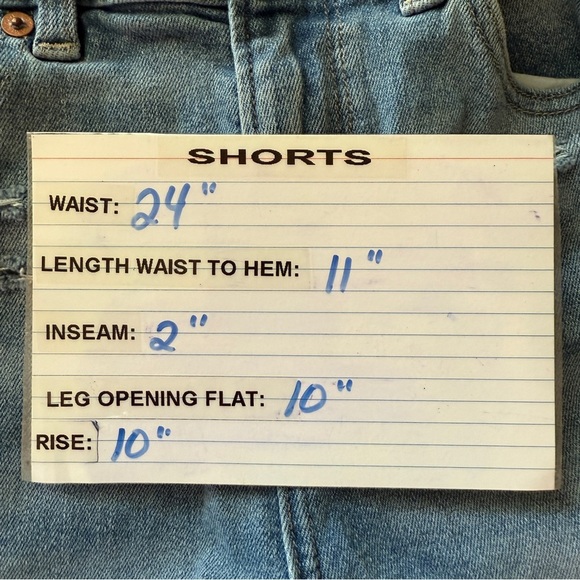 SHORTS
WAIST: 24"
LENGTH WAIST TO HEM: 11"
INSEAM: 2"
LEG OPENING FLAT: 10"
RISE: 10"